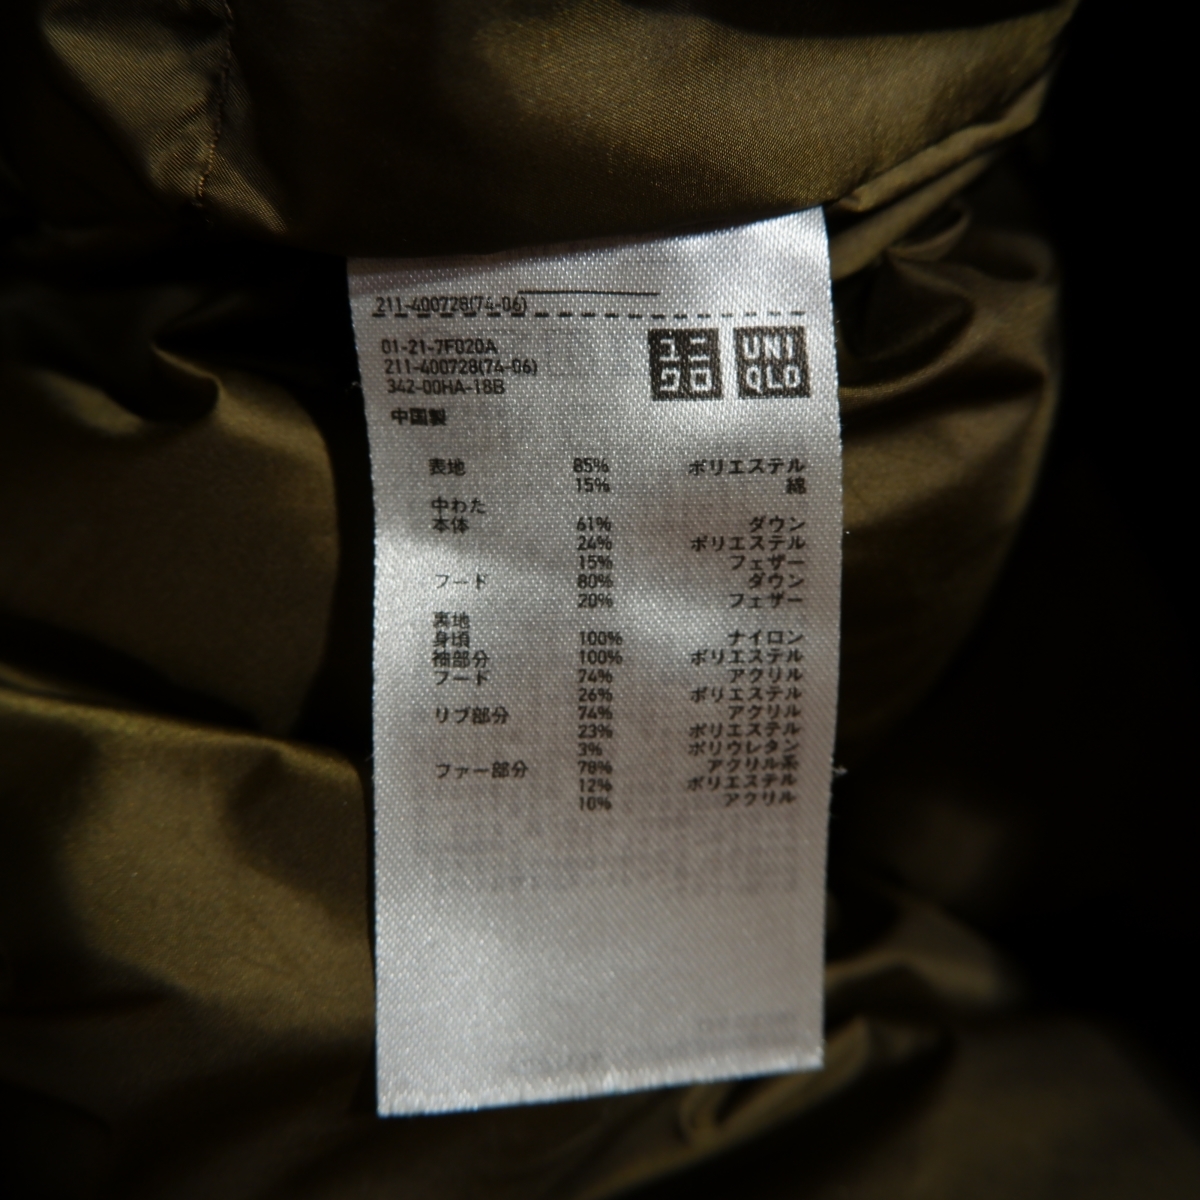 211-400728(74-06)
01-21-7F020A
211-400728(74-06)
342-00HA-18B
中国製
ユニ
クロ
UNI
QLO
表地 85% ポリエステル
15% 綿
中わた
本体 61% ダウン
24% ポリエステル
15% フェザー
フード 80% ダウン
20% フェザー
裏地
身頃 100% ナイロン
袖部分 100% ポリエステル
フード 74% アクリル
26% ポリエステル
リブ部分 74% アクリル
23% ポリエステル
3% ポリウレタン
ファー部分 78% アクリル系
12% ポリエステル
10% アクリル